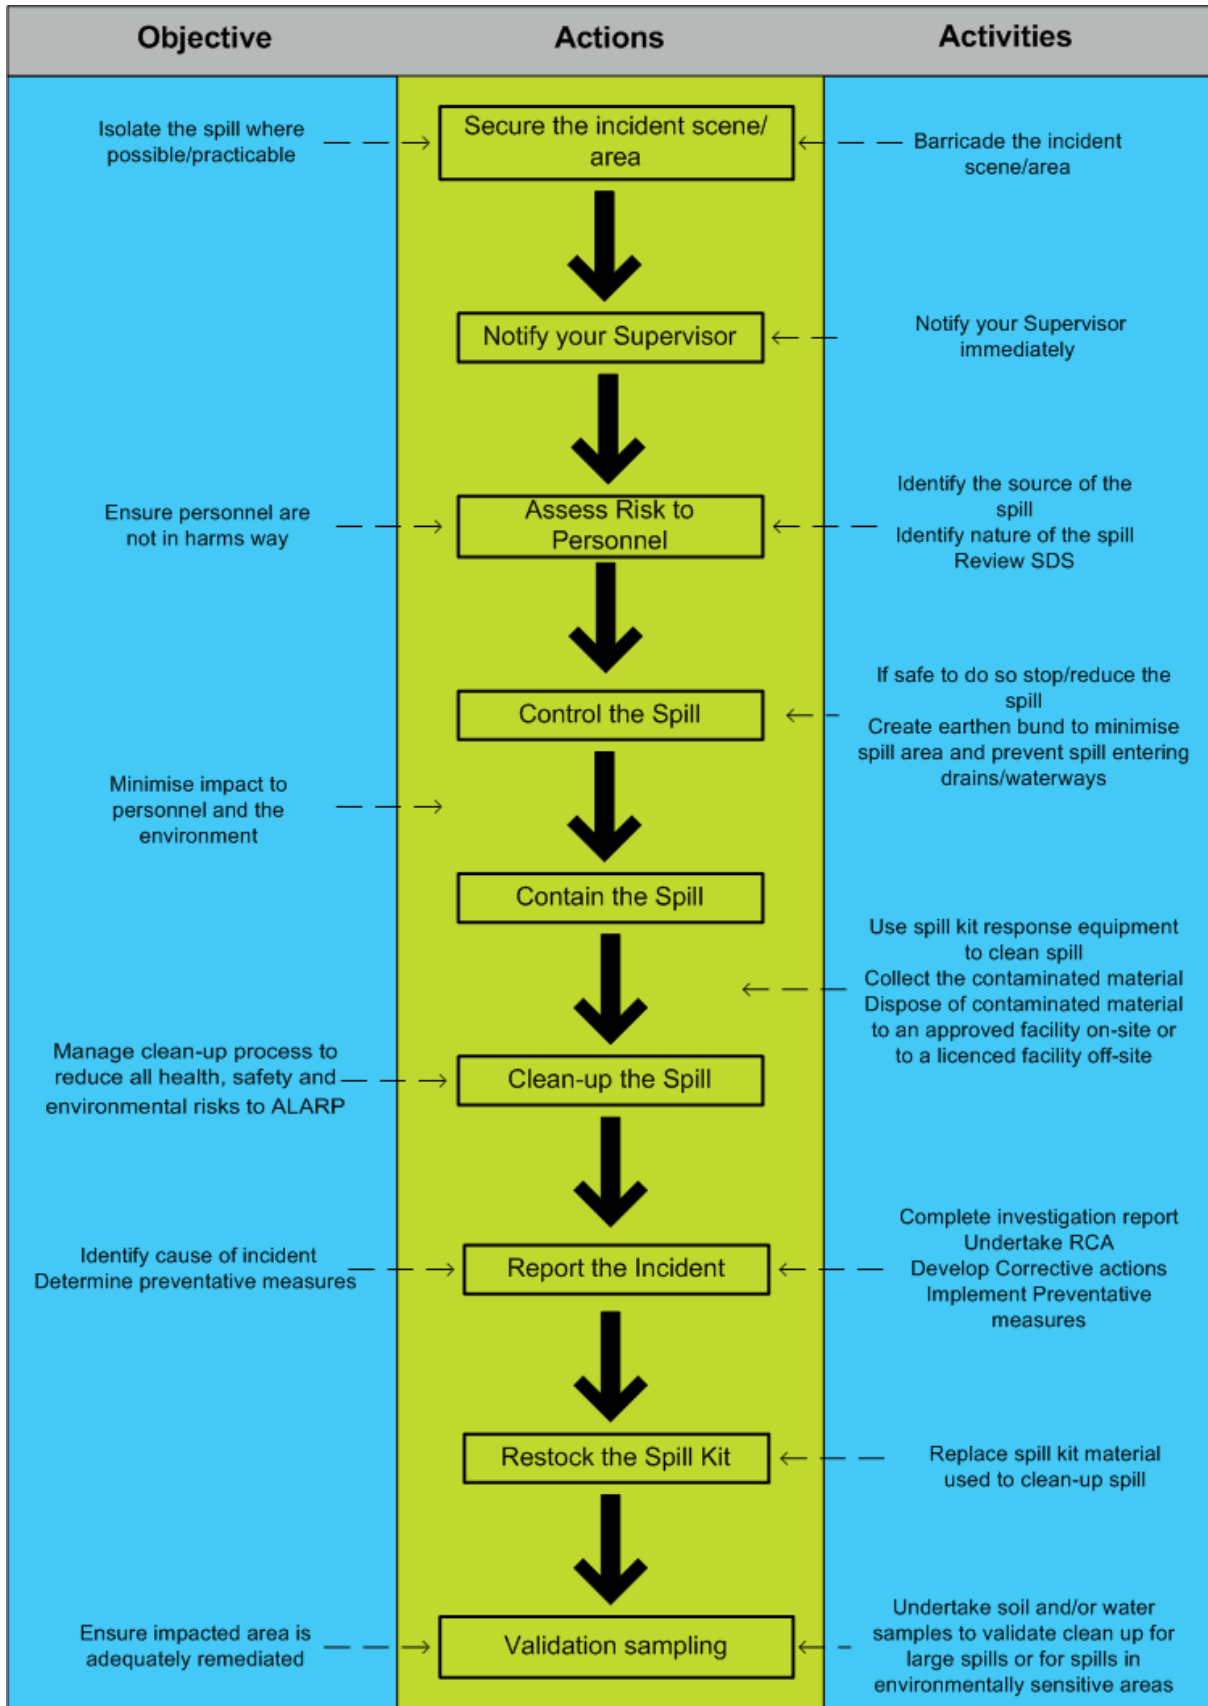 Objective
Actions
Activities
Isolate the spill where
possible/practicable
Secure the incident scene/
area
Barricade the incident
scene/area
Notify your Supervisor
Notify your Supervisor
immediately
Ensure personnel are
not in harms way
Assess Risk to
Personnel
Identify the source of the
spill
Identify nature of the spill
Review SDS
Control the Spill
If safe to do so stop/reduce the
spill
Create earthen bund to minimise
spill area and prevent spill entering
drains/waterways
Minimise impact to
personnel and the
environment
Contain the Spill
Use spill kit response equipment
to clean spill
Collect the contaminated material
Dispose of contaminated material
to an approved facility on-site or
to a licenced facility off-site
Manage clean-up process to
reduce all health, safety and
environmental risks to ALARP
Clean-up the Spill
Identify cause of incident
Determine preventative measures
Report the Incident
Complete investigation report
Undertake RCA
Develop Corrective actions
Implement Preventative
measures
Restock the Spill Kit
Replace spill kit material
used to clean-up spill
Ensure impacted area is
adequately remediated
Validation sampling
Undertake soil and/or water
samples to validate clean up for
large spills or for spills in
environmentally sensitive areas